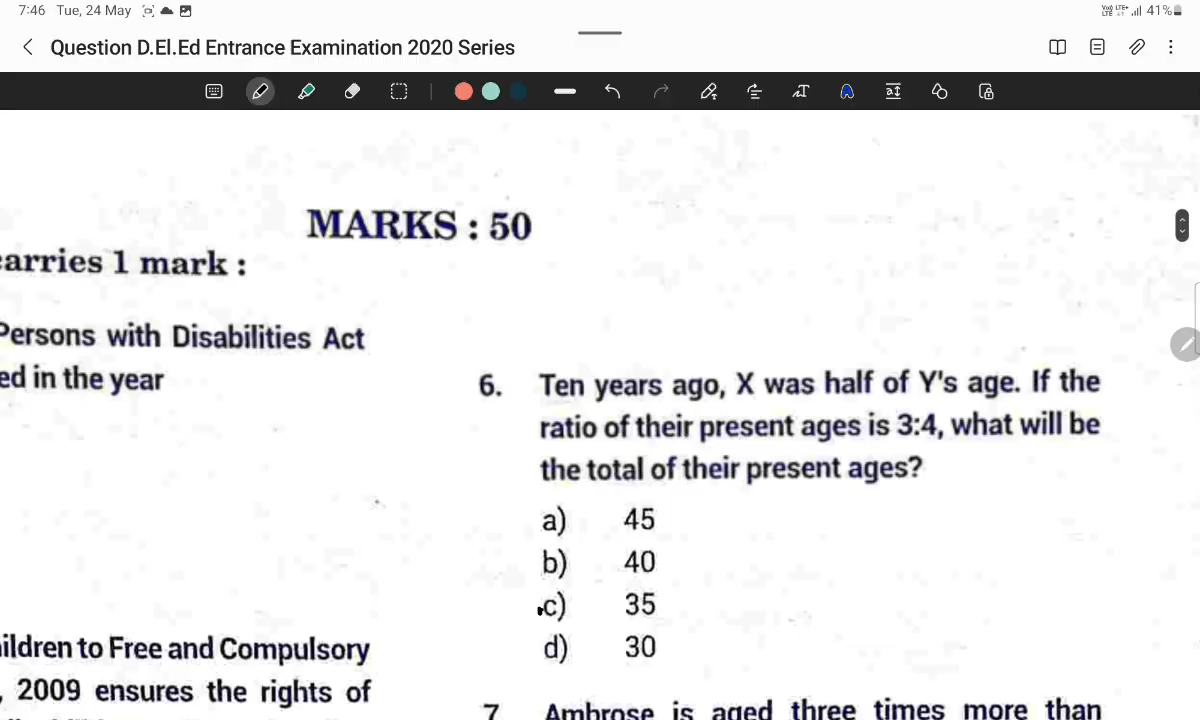 7:46 Tue, 24 May
41%
Question D.El.Ed Entrance Examination 2020 Series
MARKS : 50
carries 1 mark :
Persons with Disabilities Act
ed in the year
ildren to Free and Compulsory
, 2009 ensures the rights of
6. Ten years ago, X was half of Y's age. If the
ratio of their present ages is 3:4, what will be
the total of their present ages?
a) 45
b) 40
c) 35
d) 30
7 Ambrose is aged three times more than